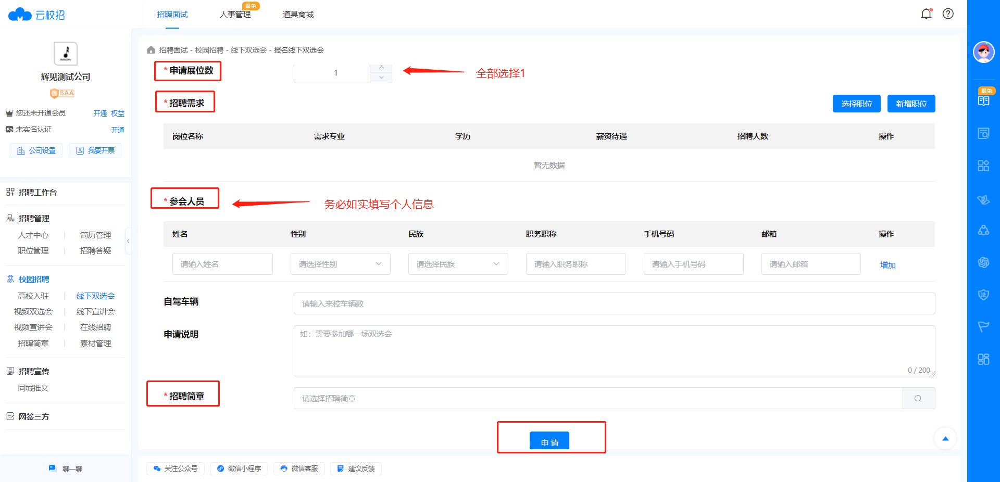 云校招
招聘面试
人事管理
限免
道具商城
辉见测试公司
信BAA
您还未开通会员 开通 权益
未实名认证 开通
公司设置 我要开票
招聘工作台
招聘管理
人才中心 简历管理
职位管理 招聘答疑
校园招聘
高校入驻 线下双选会
视频双选会 线下宣讲会
视频宣讲会 在线招聘
招聘简章 素材管理
招聘宣传
同城推文
网签三方
聊一聊
招聘面试 - 校园招聘 - 线下双选会 - 报名线下双选会
*申请展位数 1 全部选择1
*招聘需求 选择职位 新增职位
岗位名称 需求专业 学历 薪资待遇 招聘人数 操作
暂无数据
*参会人员 务必如实填写个人信息
姓名 性别 民族 职务职称 手机号码 邮箱 操作
请输入姓名 请选择性别 请选择民族 请输入职务职称 请输入手机号码 请输入邮箱 增加
自驾车辆 请输入来校车辆数
申请说明 如：需要参加哪一场双选会
0 / 200
*招聘简章 请选择招聘简章
申 请
关注公众号 微信小程序 微信客服 建议反馈
限免
法